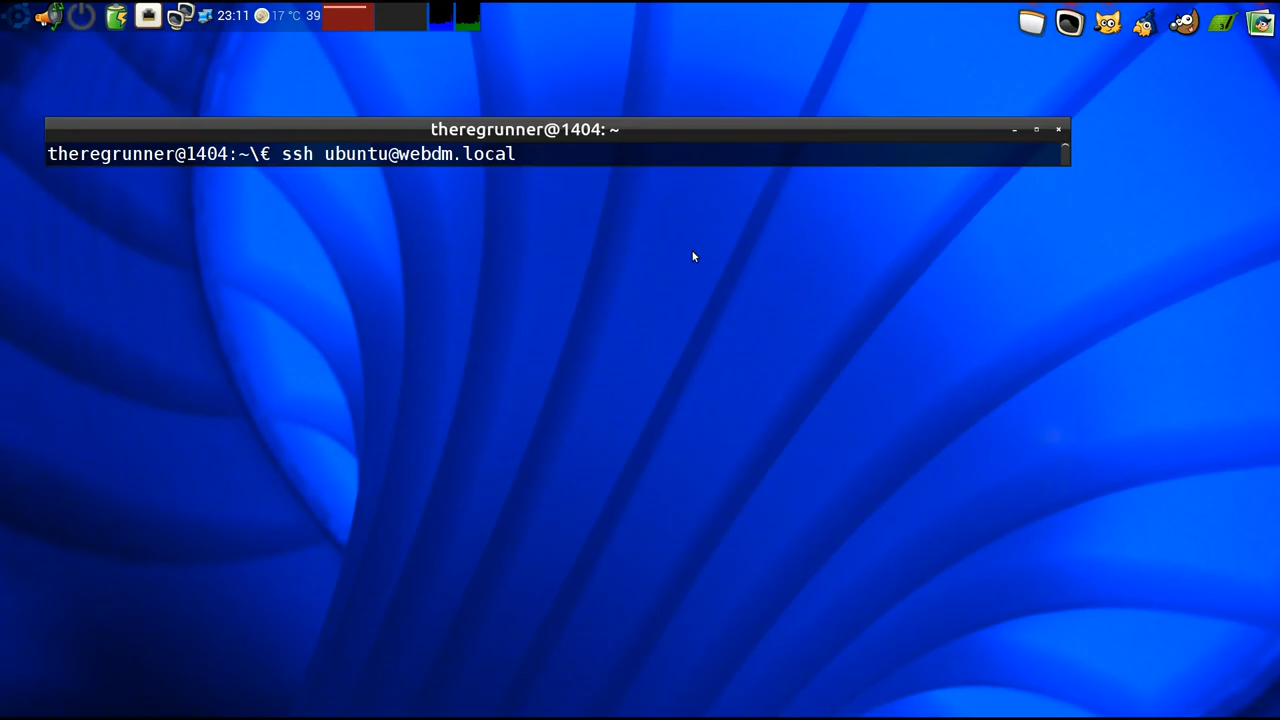 23:11 17 °C 39
theregrunner@1404: ~
theregrunner@1404:~\€ ssh ubuntu@webdm.local